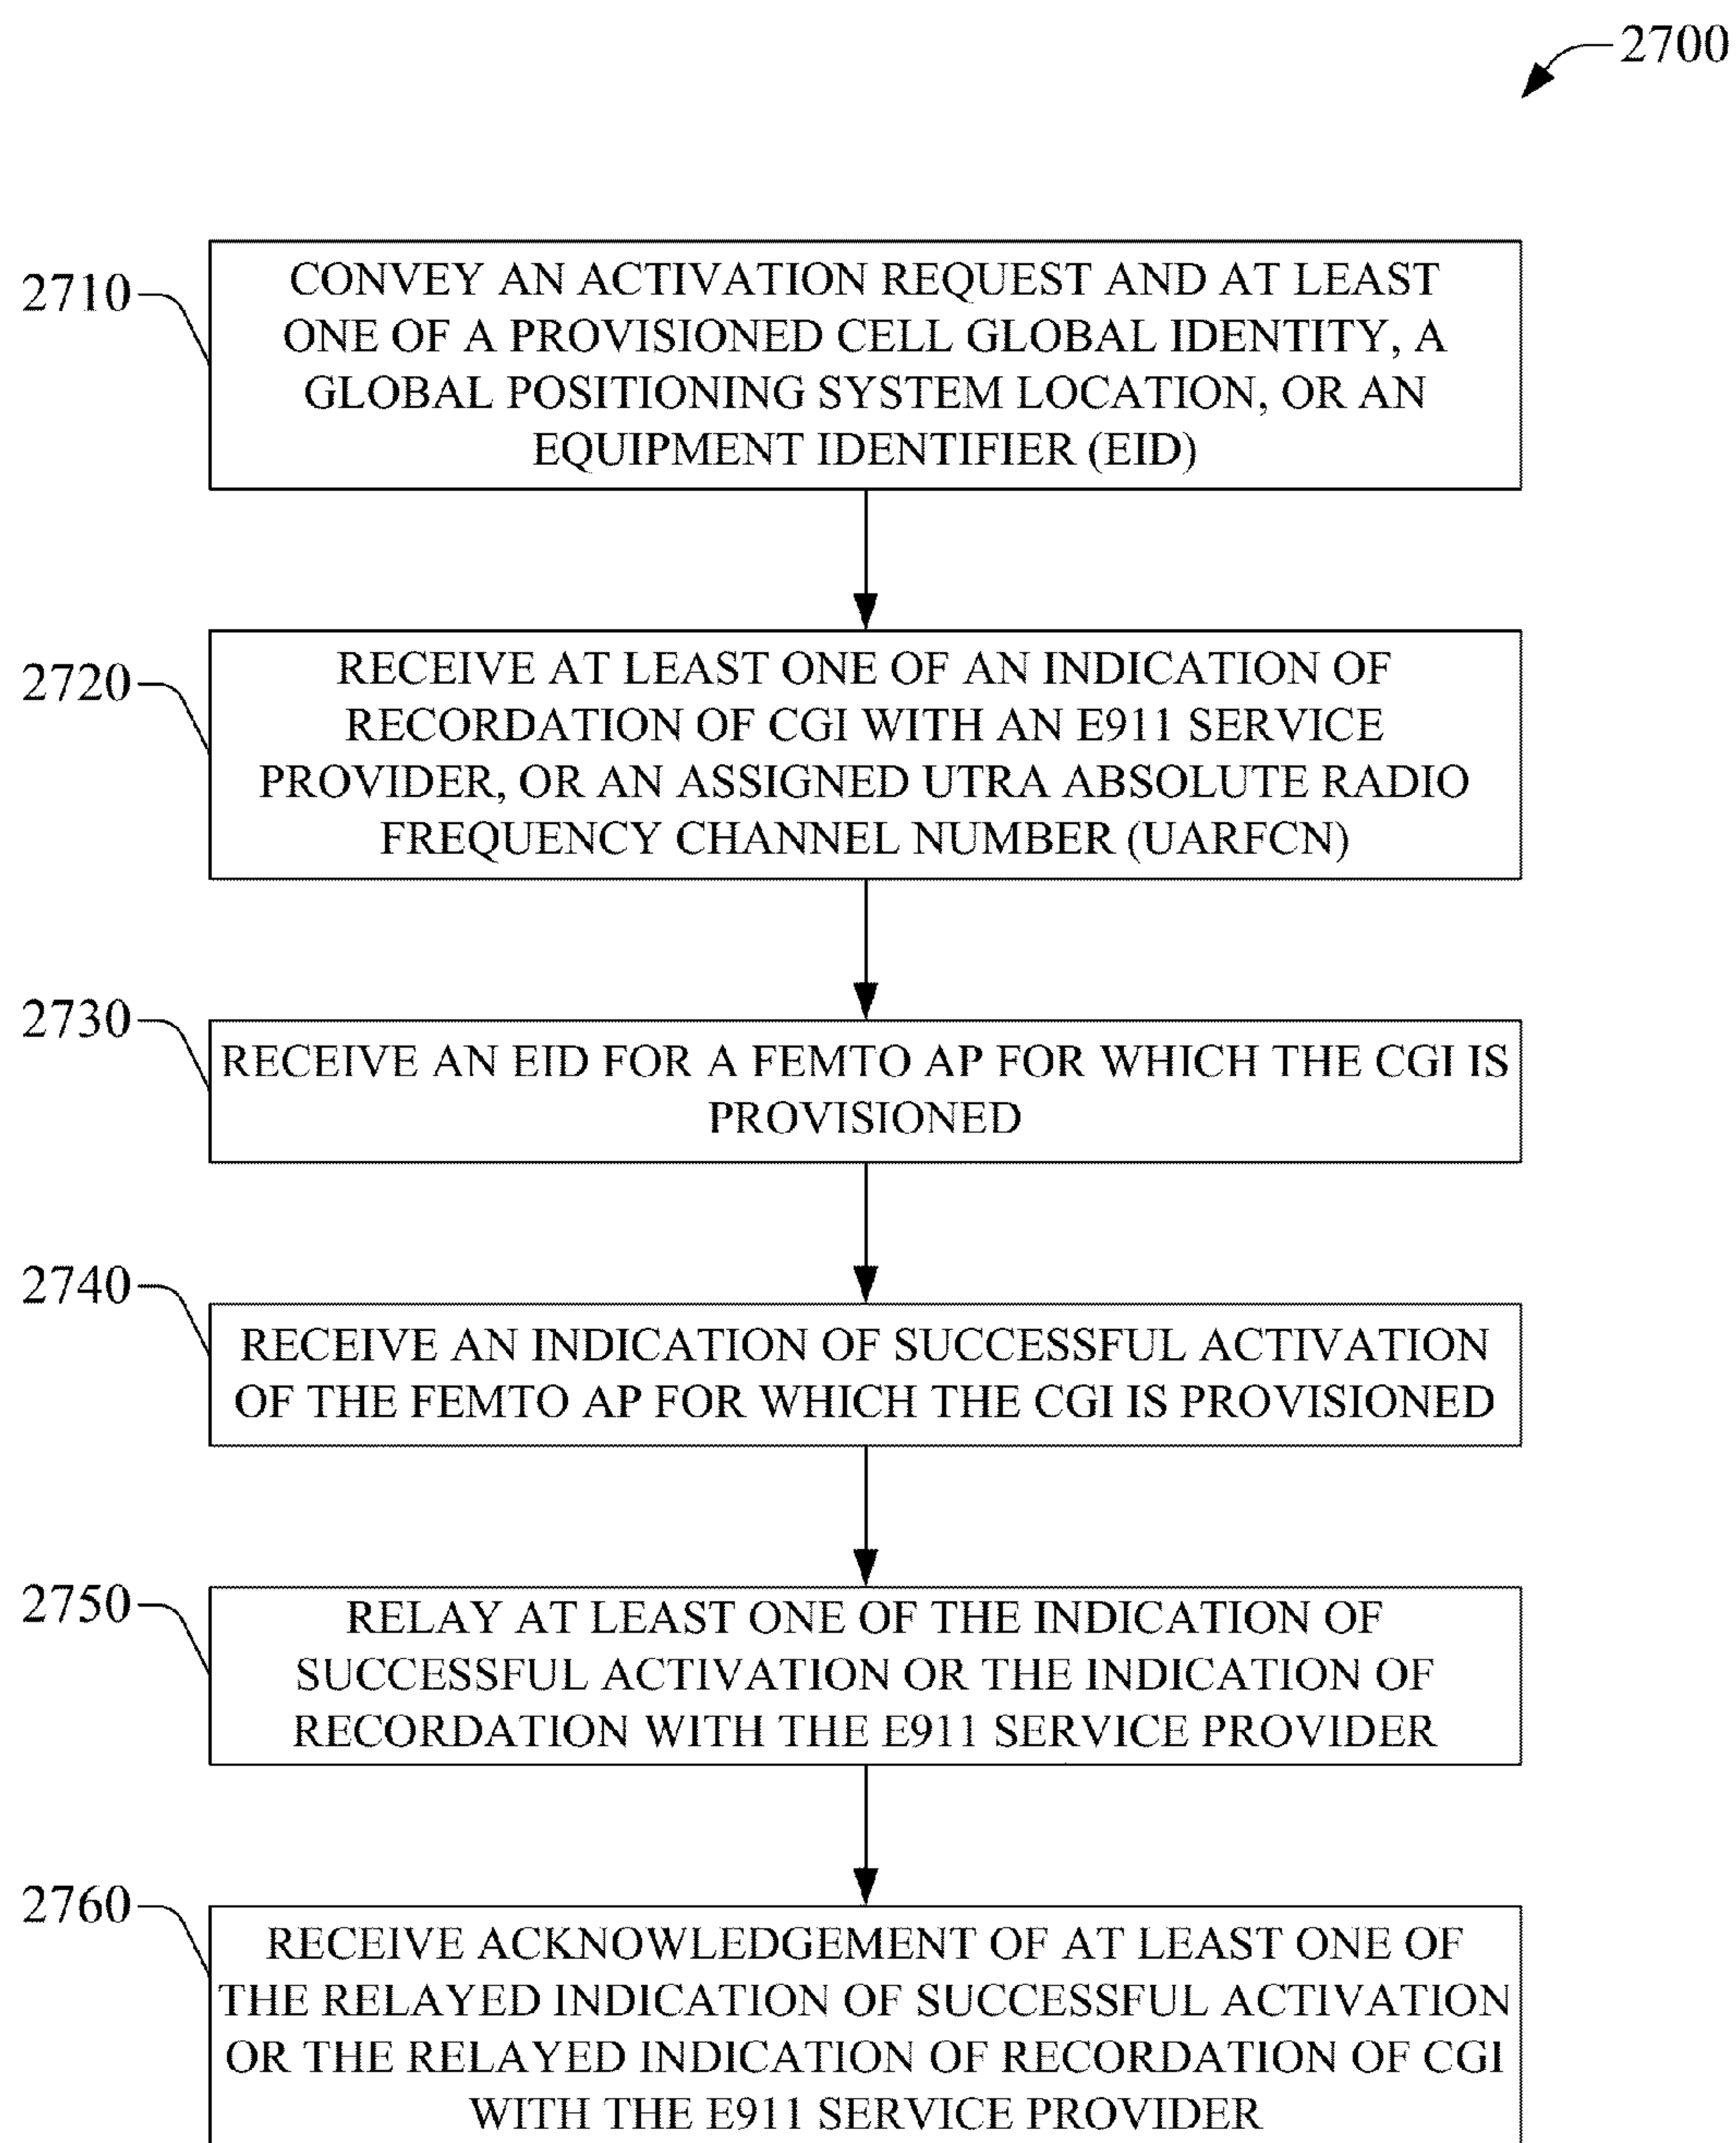 2700
2710
CONVEY AN ACTIVATION REQUEST AND AT LEAST
ONE OF A PROVISIONED CELL GLOBAL IDENTITY, A
GLOBAL POSITIONING SYSTEM LOCATION, OR AN
EQUIPMENT IDENTIFIER (EID)
2720
RECEIVE AT LEAST ONE OF AN INDICATION OF
RECORDATION OF CGI WITH AN E911 SERVICE
PROVIDER, OR AN ASSIGNED UTRA ABSOLUTE RADIO
FREQUENCY CHANNEL NUMBER (UARFCN)
2730
RECEIVE AN EID FOR A FEMTO AP FOR WHICH THE CGI IS
PROVISIONED
2740
RECEIVE AN INDICATION OF SUCCESSFUL ACTIVATION
OF THE FEMTO AP FOR WHICH THE CGI IS PROVISIONED
2750
RELAY AT LEAST ONE OF THE INDICATION OF
SUCCESSFUL ACTIVATION OR THE INDICATION OF
RECORDATION WITH THE E911 SERVICE PROVIDER
2760
RECEIVE ACKNOWLEDGEMENT OF AT LEAST ONE OF
THE RELAYED INDICATION OF SUCCESSFUL ACTIVATION
OR THE RELAYED INDICATION OF RECORDATION OF CGI
WITH THE E911 SERVICE PROVIDER